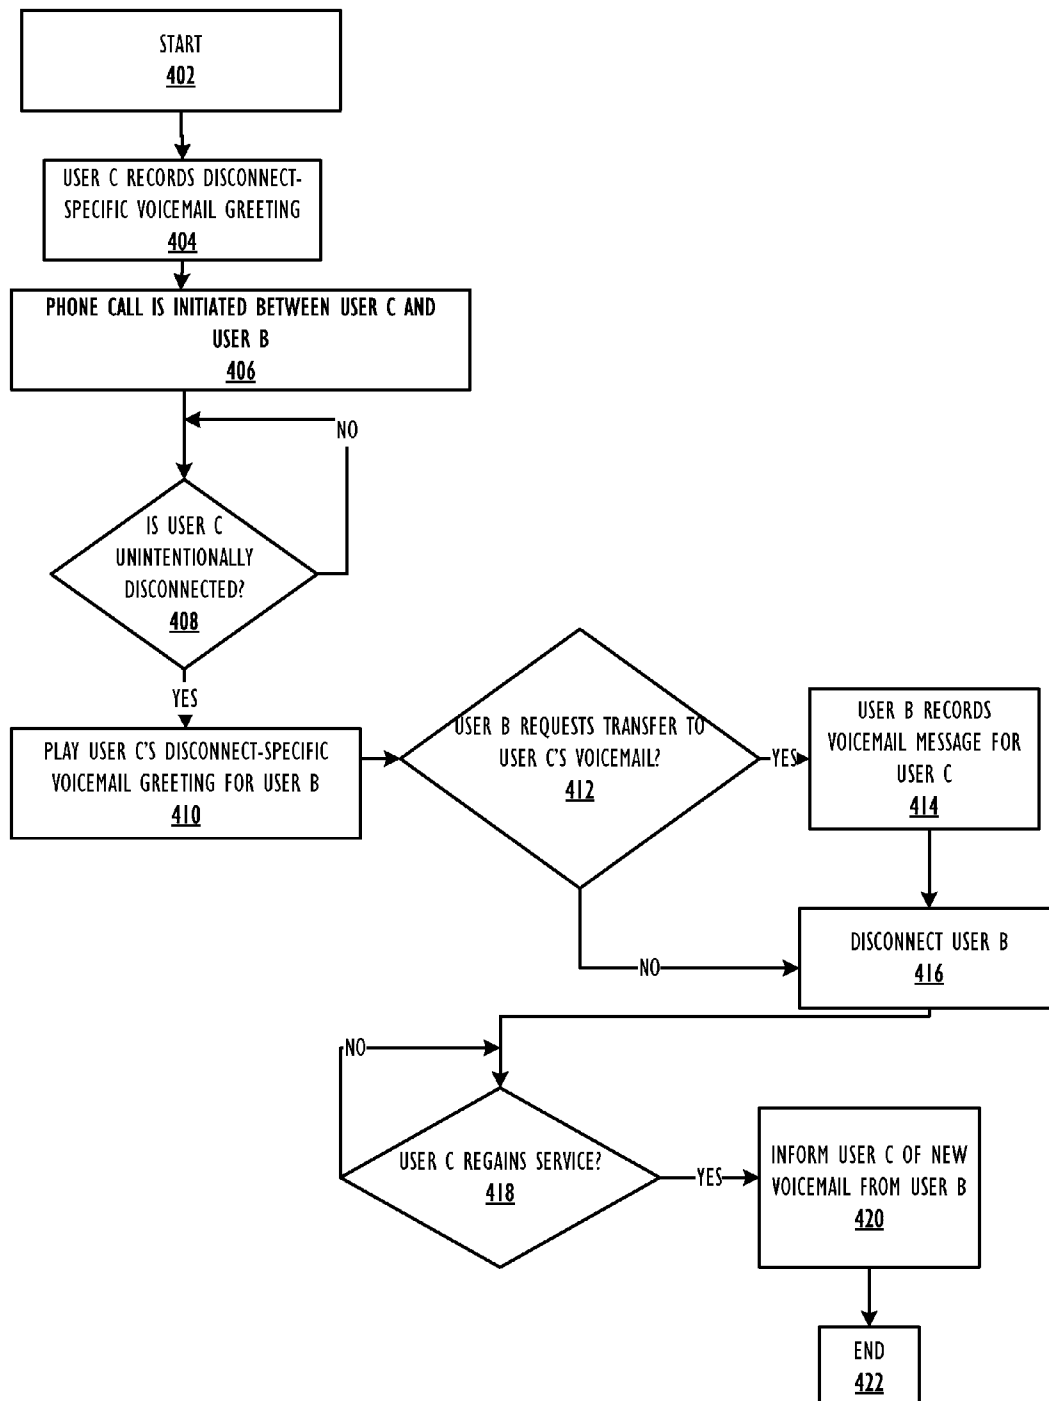 START
402
USER C RECORDS DISCONNECT-
SPECIFIC VOICEMAIL GREETING
404
PHONE CALL IS INITIATED BETWEEN USER C AND
USER B
406
NO
IS USER C
UNINTENTIONALLY
DISCONNECTED?
408
YES
PLAY USER C'S DISCONNECT-SPECIFIC
VOICEMAIL GREETING FOR USER B
410
USER B REQUESTS TRANSFER TO
USER C'S VOICEMAIL?
412
YES
USER B RECORDS
VOICEMAIL MESSAGE FOR
USER C
414
NO
DISCONNECT USER B
416
NO
USER C REGAINS SERVICE?
418
YES
INFORM USER C OF NEW
VOICEMAIL FROM USER B
420
END
422